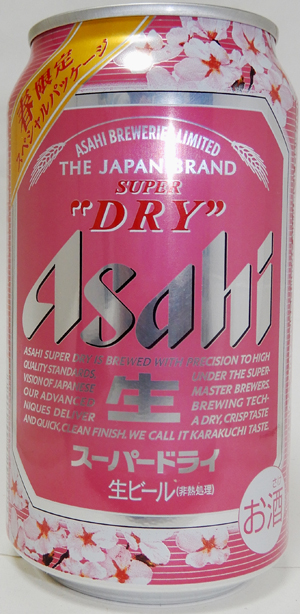 春限定
スペシャルパッケージ
ASAHI BREWERIES LIMITED
THE JAPAN BRAND
SUPER
"DRY"
Asahi
ASAHI SUPER DRY IS BREWED WITH PRECISION TO HIGH
QUALITY STANDARDS, UNDER THE SUPER-
VISION OF JAPANESE MASTER BREWERS.
OUR ADVANCED BREWING TECH-
NIQUES DELIVER A DRY, CRISP TASTE
AND QUICK, CLEAN FINISH. WE CALL IT KARAKUCHI TASTE.
生
スーパードライ
生ビール(非熱処理)
お酒